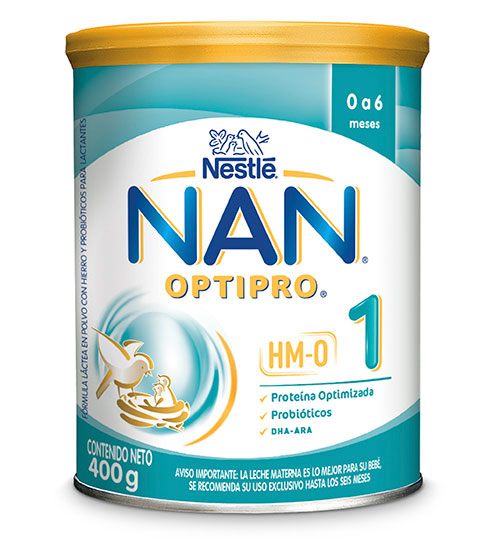 0 a 6
meses
Nestlé
NAN®
OPTIPRO®
1
HM-O
Proteína Optimizada
Probióticos
DHA-ARA
FÓRMULA LÁCTEA EN POLVO CON HIERRO Y PROBIÓTICOS PARA LACTANTES
CONTENIDO NETO
400 g
AVISO IMPORTANTE: LA LECHE MATERNA ES LO MEJOR PARA SU BEBÉ,
SE RECOMIENDA SU USO EXCLUSIVO HASTA LOS SEIS MESES